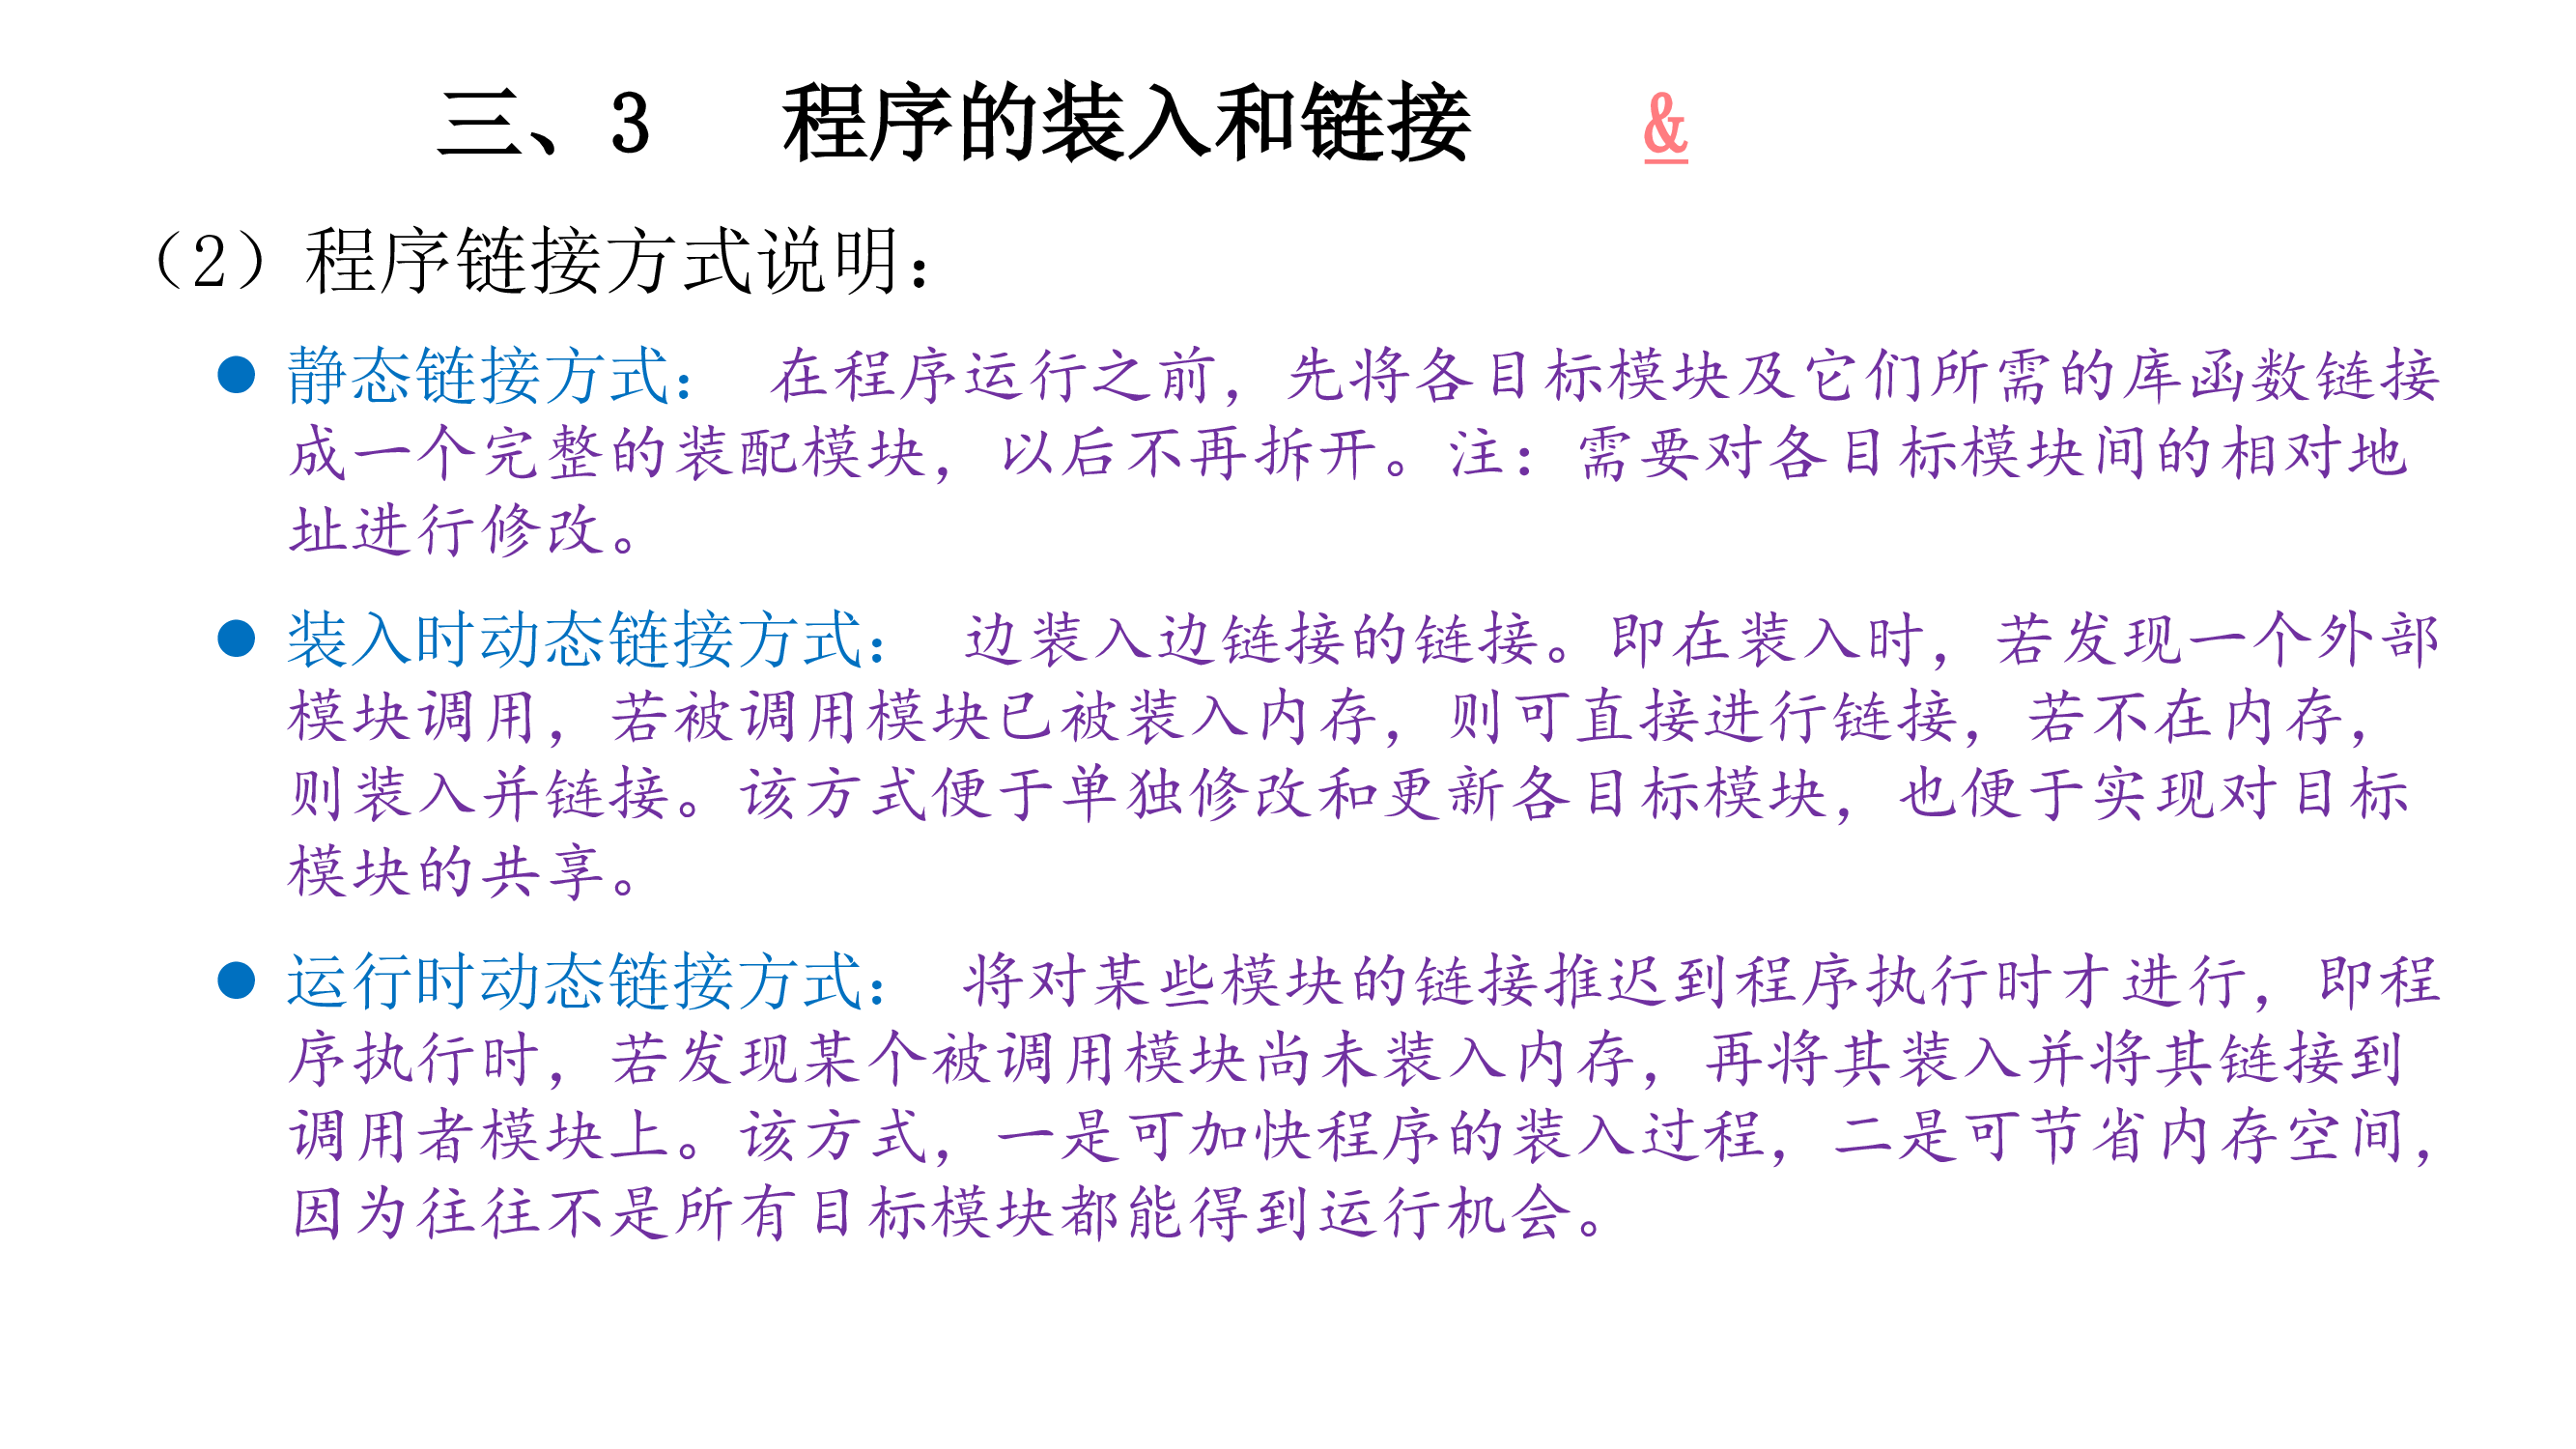 三、3 程序的装入和链接 &
（2）程序链接方式说明：
● 静态链接方式： 在程序运行之前，先将各目标模块及它们所需的库函数链接
成一个完整的装配模块，以后不再拆开。注：需要对各目标模块间的相对地
址进行修改。
● 装入时动态链接方式： 边装入边链接的链接。即在装入时，若发现一个外部
模块调用，若被调用模块已被装入内存，则可直接进行链接，若不在内存，
则装入并链接。该方式便于单独修改和更新各目标模块，也便于实现对目标
模块的共享。
● 运行时动态链接方式： 将对某些模块的链接推迟到程序执行时才进行，即程
序执行时，若发现某个被调用模块尚未装入内存，再将其装入并将其链接到
调用者模块上。该方式，一是可加快程序的装入过程，二是可节省内存空间，
因为往往不是所有目标模块都能得到运行机会。